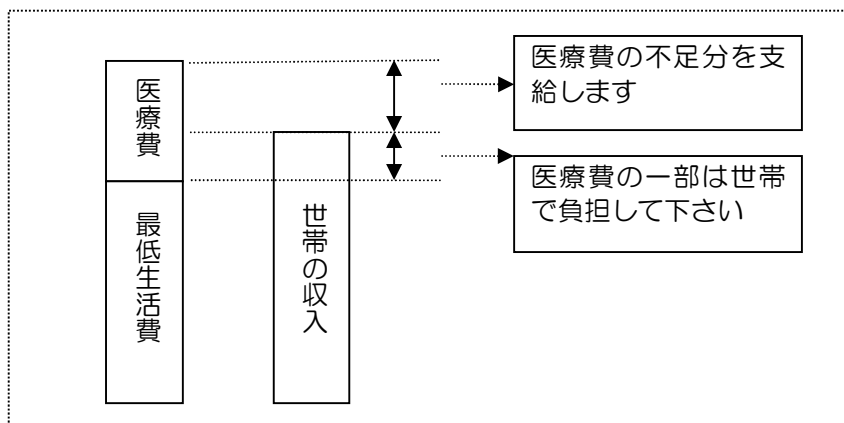 医療費
最低生活費
世帯の収入
医療費の不足分を支
給します
医療費の一部は世帯
で負担して下さい